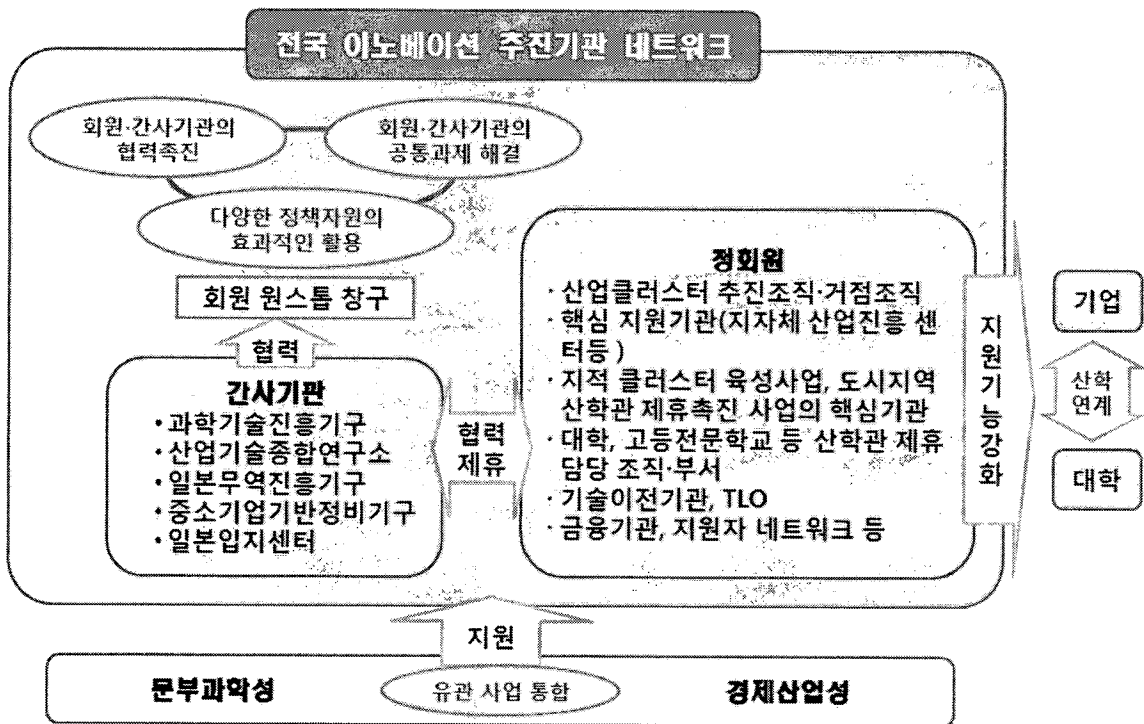 전국 이노베이션 추진기관 네트워크
회원·간사기관의
협력촉진
회원·간사기관의
공통과제 해결
다양한 정책자원의
효과적인 활용
회원 원스톱 창구
협력
간사기관
·과학기술진흥기구
·산업기술종합연구소
·일본무역진흥기구
·중소기업기반정비기구
·일본입지센터
협력
제휴
정회원
· 산업클러스터 추진조직·거점조직
· 핵심 지원기관(지자체 산업진흥 센
터등 )
· 지적 클러스터 육성사업, 도시지역
산학관 제휴촉진 사업의 핵심기관
· 대학, 고등전문학교 등 산학관 제휴
담당 조직·부서
· 기술이전기관, TLO
· 금융기관, 지원자 네트워크 등
지
원
기
능
강
화
기업
산학
연계
대학
지원
문부과학성
유관 사업 통합
경제산업성